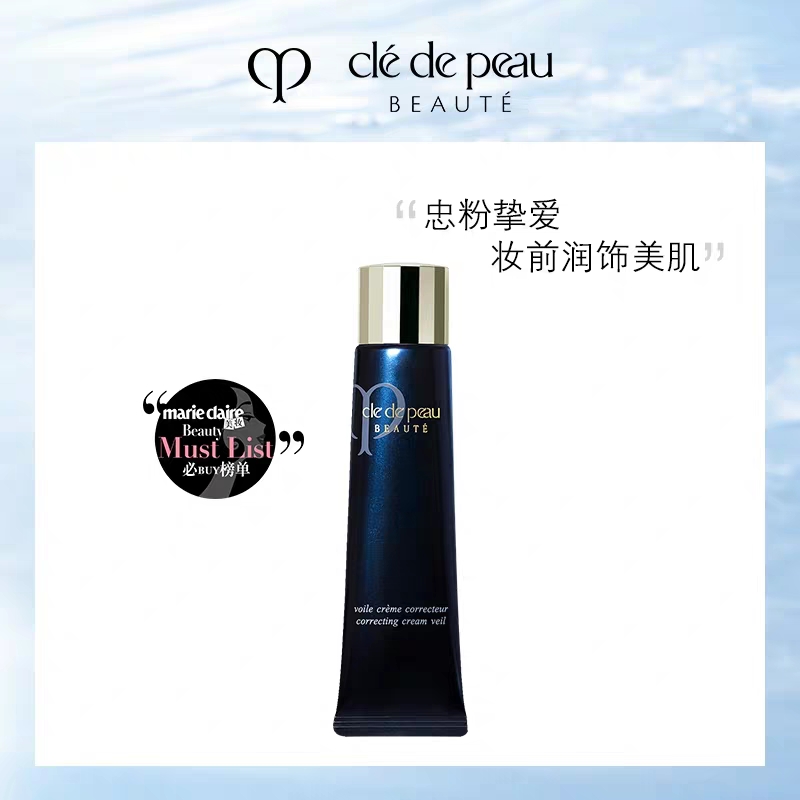 clé de peau
BEAUTÉ
“忠粉挚爱
妆前润饰美肌”
“marie claire
美妆
Beauty
Must List”
必BUY榜单
clé de peau
BEAUTÉ
voile crème correcteur
correcting cream veil